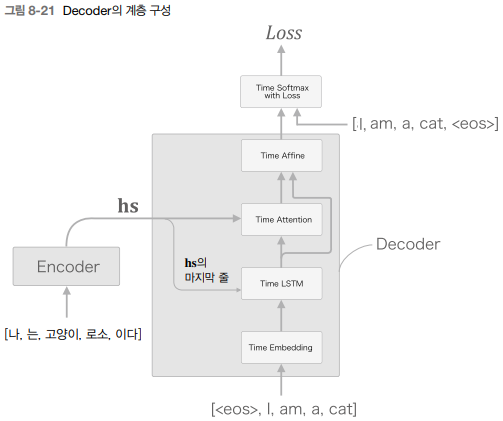 그림 8-21 Decoder의 계층 구성
Loss
Time Softmax
with Loss
[I, am, a, cat, <eos>]
Time Affine
hs
Time Attention
Decoder
Encoder
hs의
마지막 줄
Time LSTM
[나, 는, 고양이, 로소, 이다]
Time Embedding
[<eos>, I, am, a, cat]